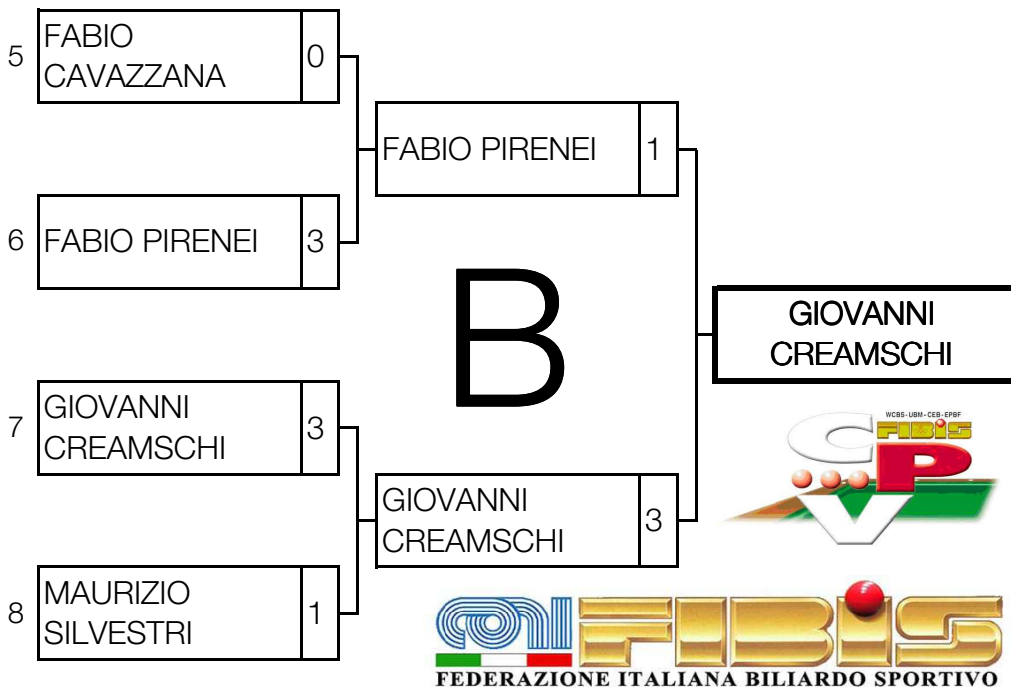 5
FABIO
CAVAZZANA
0
FABIO PIRENEI
1
6
FABIO PIRENEI
3
B
GIOVANNI
CREAMSCHI
7
GIOVANNI
CREAMSCHI
3
GIOVANNI
CREAMSCHI
3
8
MAURIZIO
SILVESTRI
1
WCBS-UBM-CEB-EPBF
FIBiS
C
P
V
CONI
FIBiS
FEDERAZIONE ITALIANA BILIARDO SPORTIVO